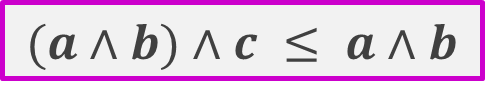 (a ∧ b) ∧ c ≤ a ∧ b